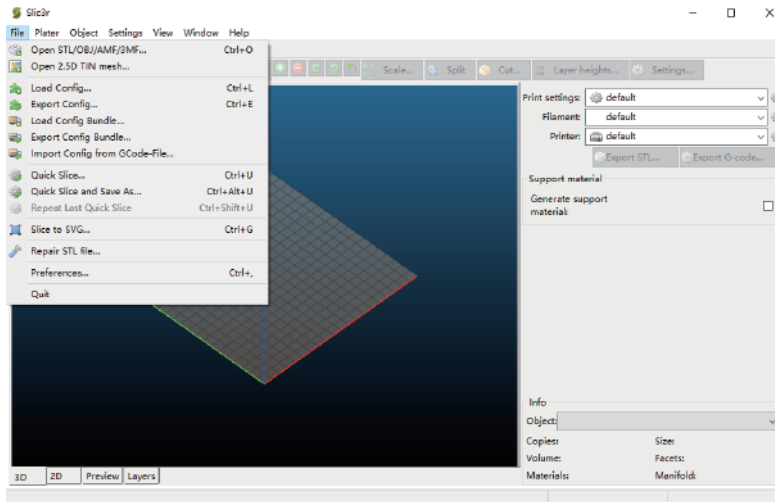 Slic3r
File Plater Object Settings View Window Help
Open STL/OBJ/AMF/3MF... Ctrl+O
Open 2.5D TIN mesh...
Load Config... Ctrl+L
Export Config... Ctrl+E
Load Config Bundle...
Export Config Bundle...
Import Config from GCode-File...
Quick Slice... Ctrl+U
Quick Slice and Save As... Ctrl+Alt+U
Repeat Last Quick Slice Ctrl+Shift+U
Slice to SVG... Ctrl+G
Repair STL file...
Preferences... Ctrl+,
Quit
Scale... Split Cut... Layer heights... Settings...
Print settings: default
Filament: default
Printer: default
Export STL... Export G-code...
Support material
Generate support
material:
Info
Object:
Copies: Size:
Volume: Facets:
Materials: Manifold:
3D 2D Preview Layers